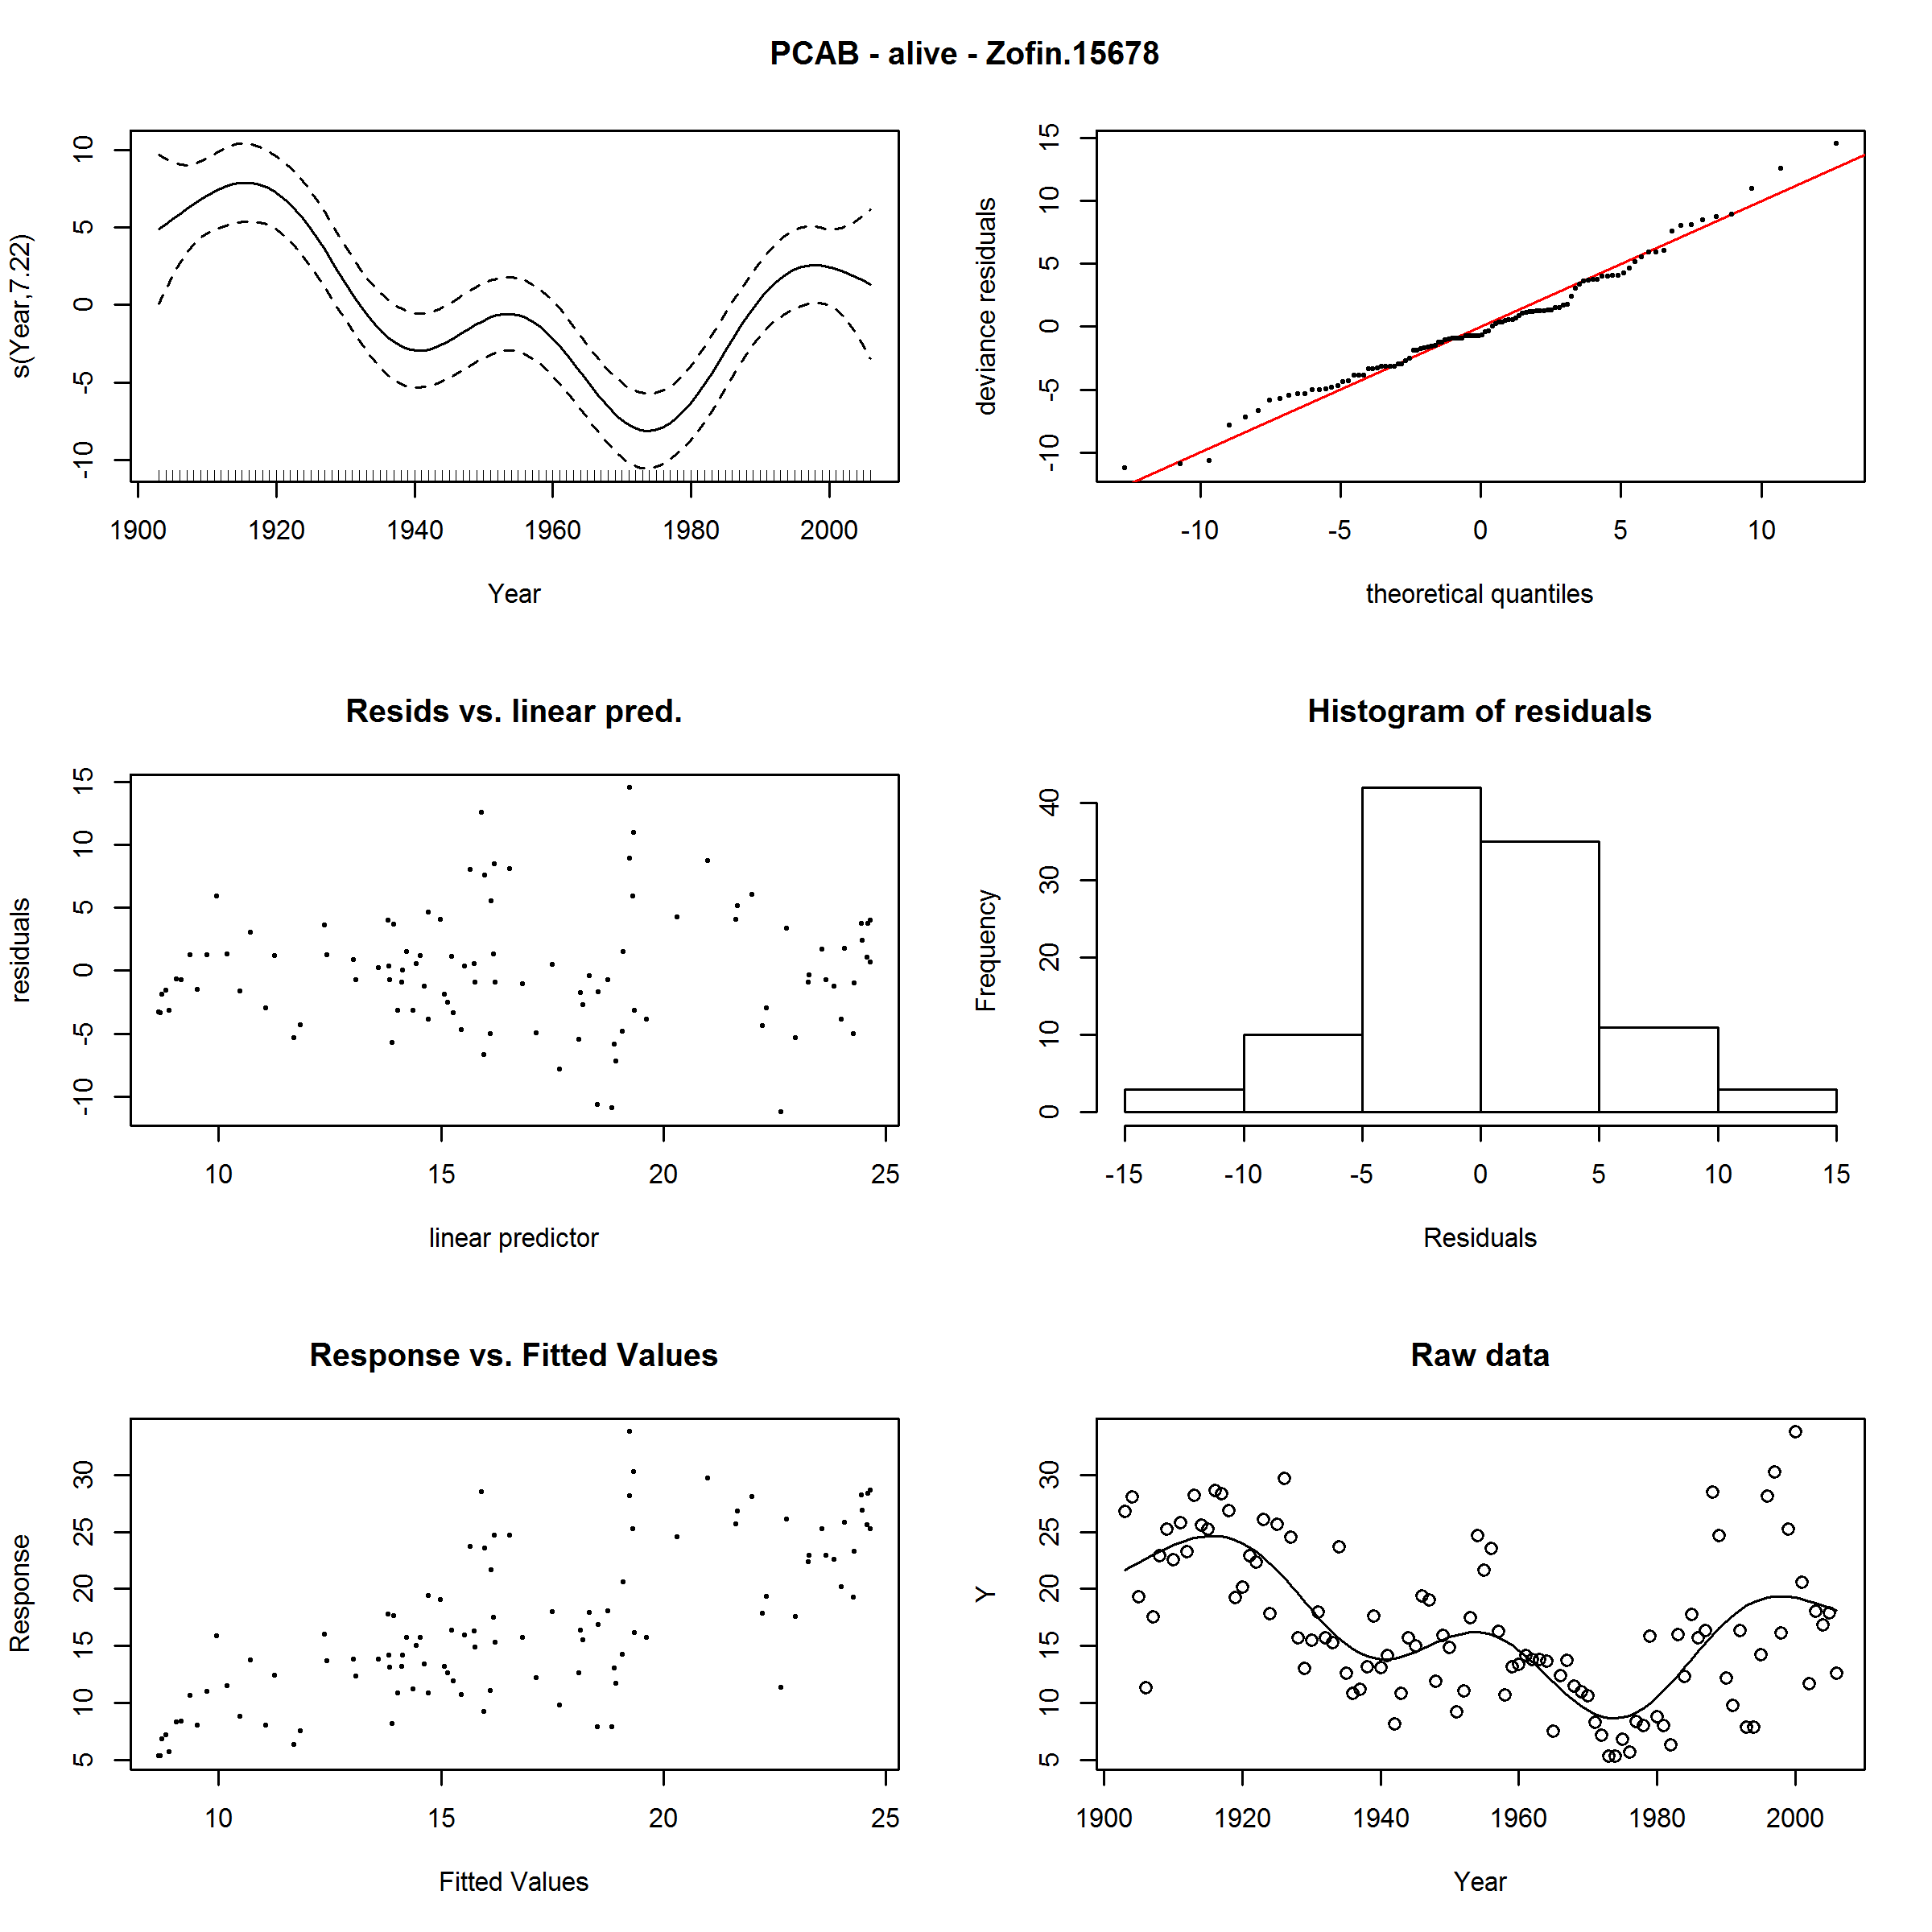 PCAB - alive - Zofin.15678
s(Year,7.22)
10
5
0
-5
-10
1900 1920 1940 1960 1980 2000
Year
deviance residuals
15
10
5
0
-5
-10
-10 -5 0 5 10
theoretical quantiles
Resids vs. linear pred.
residuals
15
10
5
0
-5
-10
10 15 20 25
linear predictor
Histogram of residuals
Frequency
40
30
20
10
0
-15 -10 -5 0 5 10 15
Residuals
Response vs. Fitted Values
Response
30
25
20
15
10
5
10 15 20 25
Fitted Values
Raw data
Y
30
25
20
15
10
5
1900 1920 1940 1960 1980 2000
Year